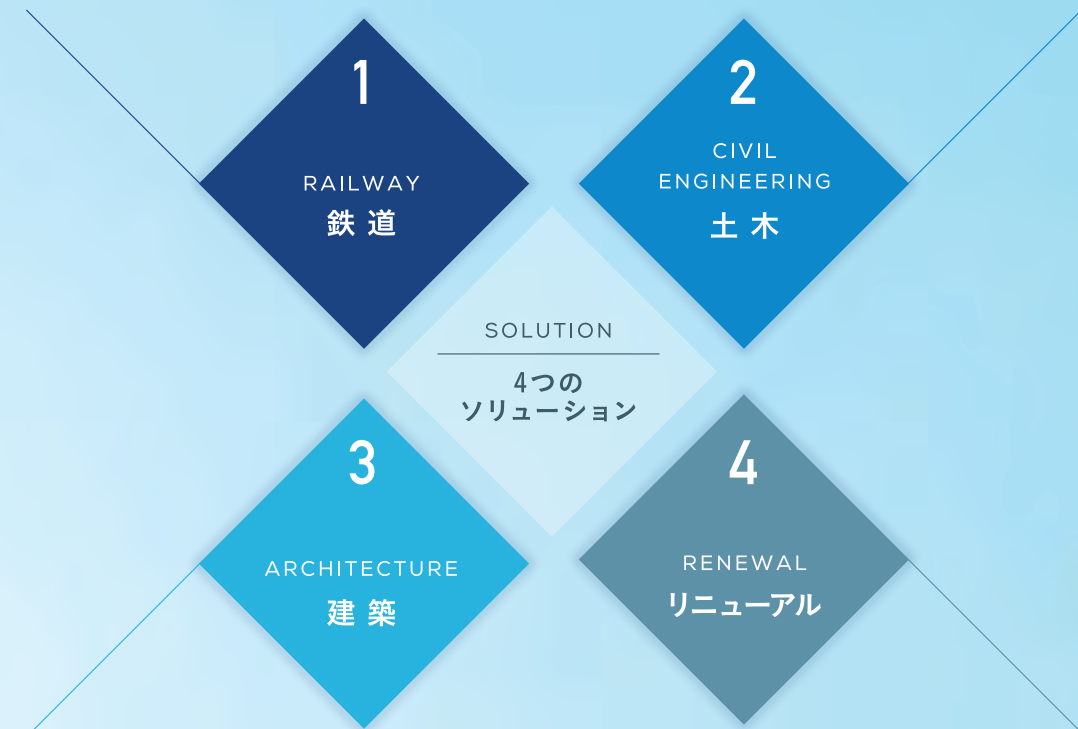 1
RAILWAY
鉄道
2
CIVIL
ENGINEERING
土木
SOLUTION
4つの
ソリューション
3
ARCHITECTURE
建築
4
RENEWAL
リニューアル